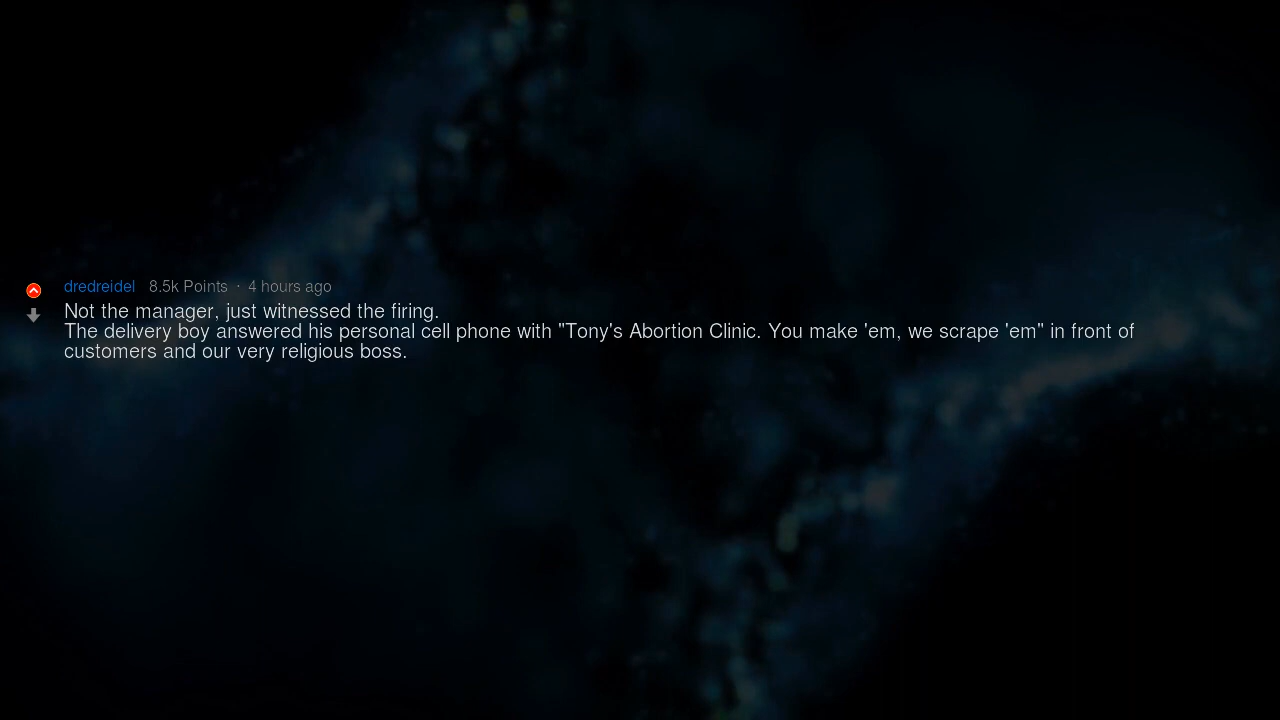 dredreidel 8.5k Points · 4 hours ago
Not the manager, just witnessed the firing.
The delivery boy answered his personal cell phone with "Tony's Abortion Clinic. You make 'em, we scrape 'em" in front of
customers and our very religious boss.